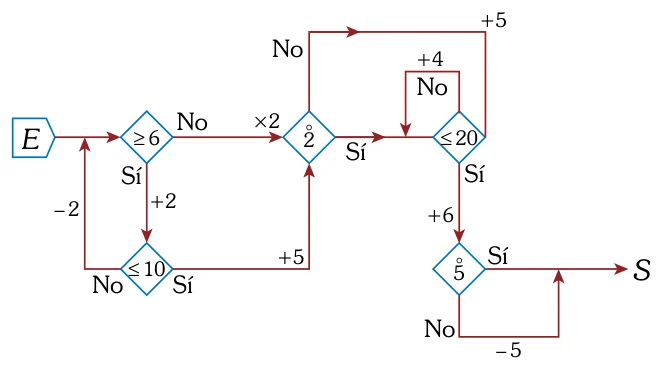 +5
No
+4
No
E
≥6
No
×2
2̊
Sí
≤20
Sí
Sí
+2
+6
−2
≤10
+5
No
Sí
5̊
Sí
S
No
−5